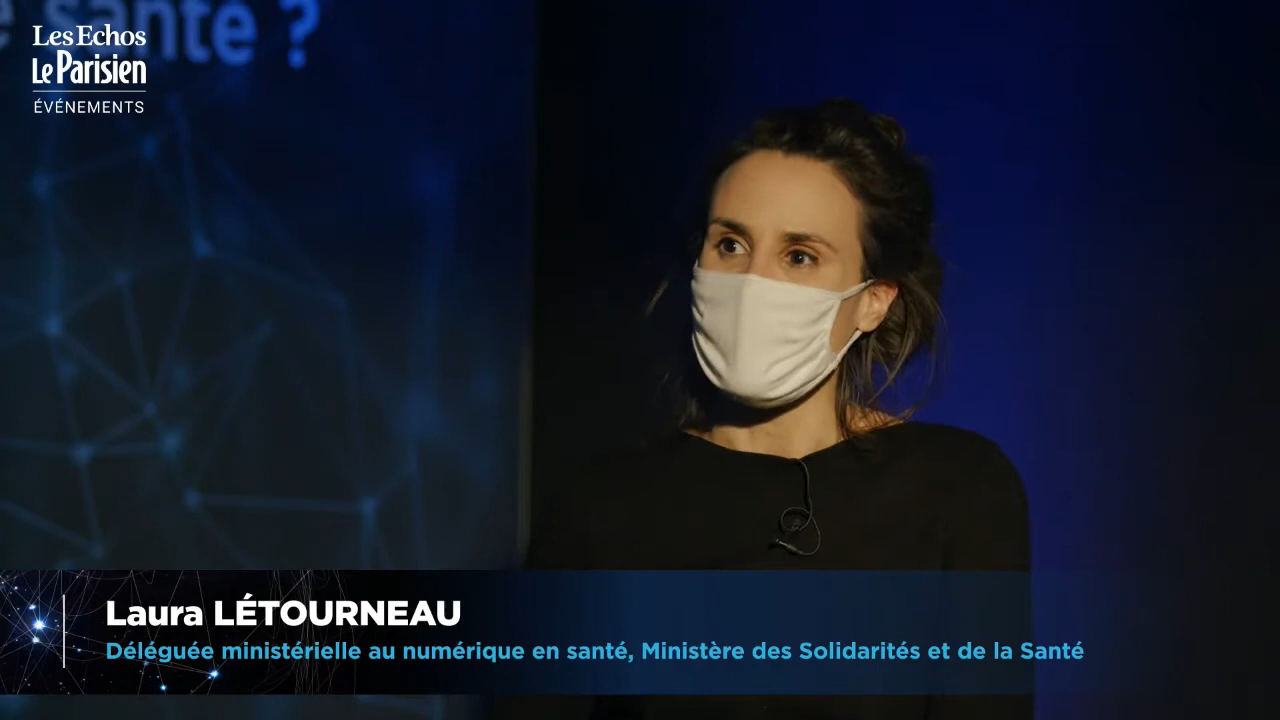 santé ?
Les Echos
Le Parisien
ÉVÉNEMENTS
Laura LÉTOURNEAU
Déléguée ministérielle au numérique en santé, Ministère des Solidarités et de la Santé